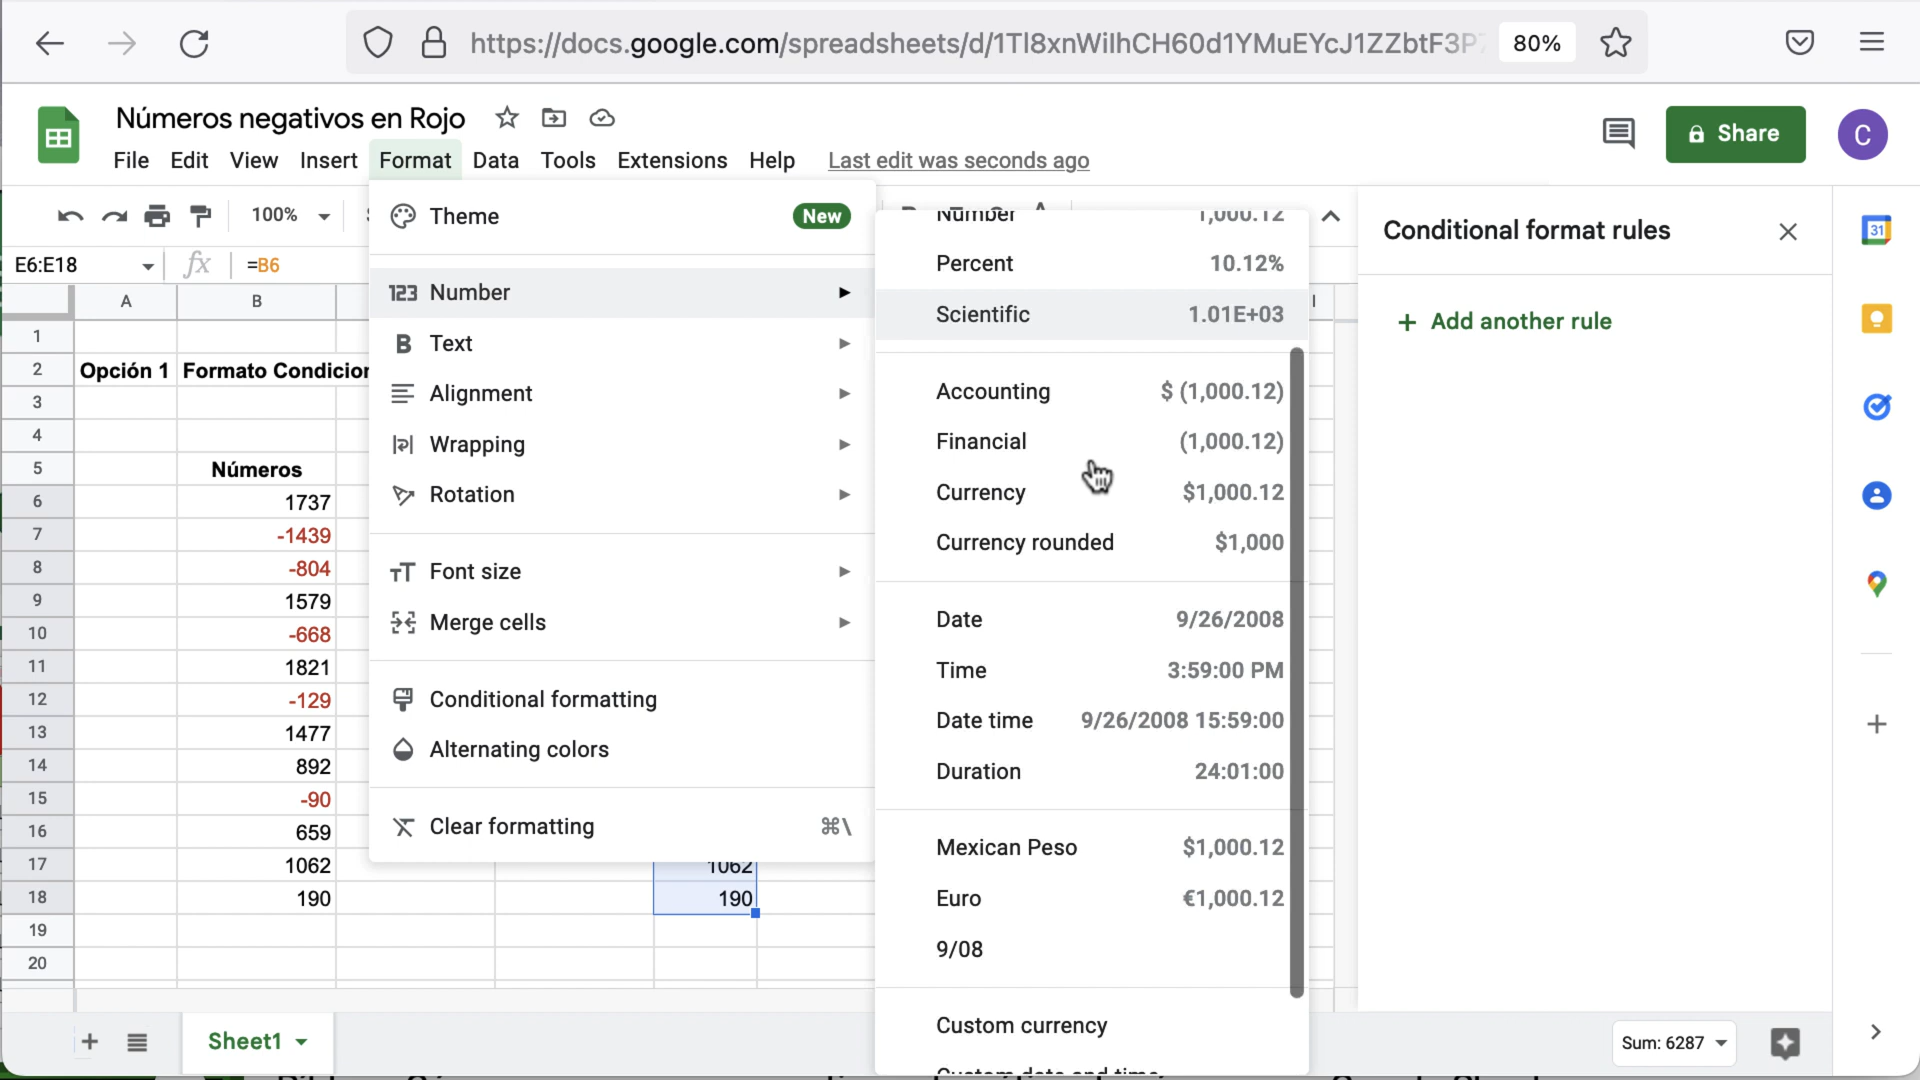 https://docs.google.com/spreadsheets/d/1Tl8xnWilhCH60d1YMuEYcJ1ZZbtF3P
80%
Números negativos en Rojo
File Edit View Insert Format Data Tools Extensions Help Last edit was seconds ago
Share
C
100%
Theme New
Number
Text
Alignment
Wrapping
Rotation
Font size
Merge cells
Conditional formatting
Alternating colors
Clear formatting ⌘\
Number 1,000.12
Percent 10.12%
Scientific 1.01E+03
Accounting $ (1,000.12)
Financial (1,000.12)
Currency $1,000.12
Currency rounded $1,000
Date 9/26/2008
Time 3:59:00 PM
Date time 9/26/2008 15:59:00
Duration 24:01:00
Mexican Peso $1,000.12
Euro €1,000.12
9/08
Custom currency
Conditional format rules
+ Add another rule
31
E6:E18
fx =B6
A B I
1
2 Opción 1 Formato Condicion
3
4
5 Números
6 1737
7 -1439
8 -804
9 1579
10 -668
11 1821
12 -129
13 1477
14 892
15 -90
16 659
17 1062 1062
18 190 190
19
20
Sheet1
Sum: 6287